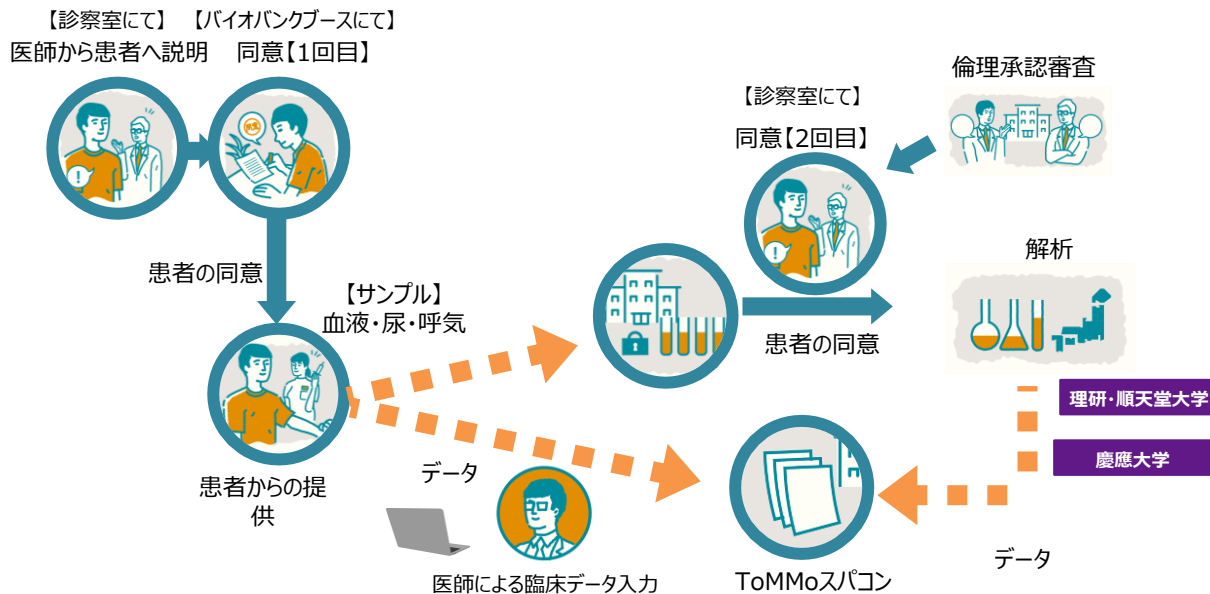 【診察室にて】
医師から患者へ説明
【バイオバンクブースにて】
同意【1回目】
同意
患者の同意
【サンプル】
血液・尿・呼気
患者からの提
供
データ
医師による臨床データ入力
【診察室にて】
同意【2回目】
患者の同意
倫理承認審査
解析
理研・順天堂大学
慶應大学
データ
ToMMoスパコン